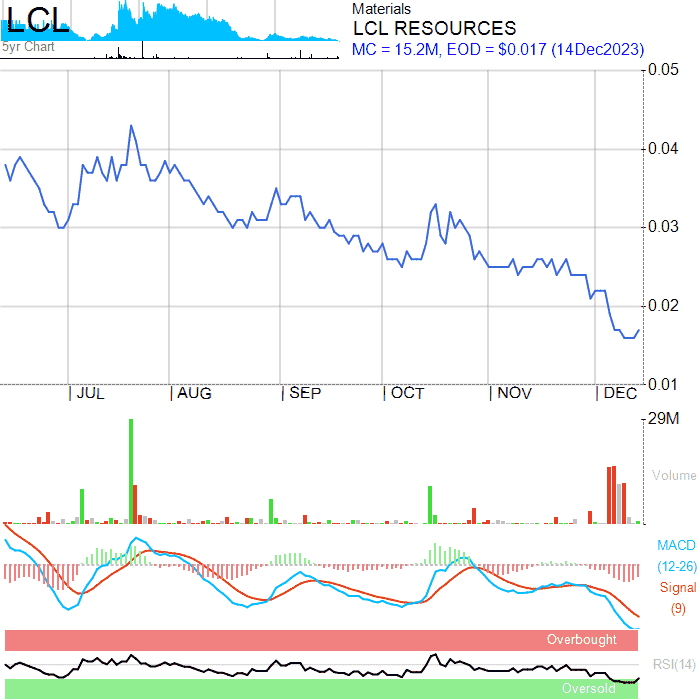 LCL
5yr Chart
Materials
LCL RESOURCES
MC = 15.2M, EOD = $0.017 (14Dec2023)
0.05
0.04
0.03
0.02
0.01
| JUL | AUG | SEP | OCT | NOV | DEC
29M
Volume
MACD
(12-26)
Signal
(9)
Overbought
RSI(14)
Oversold